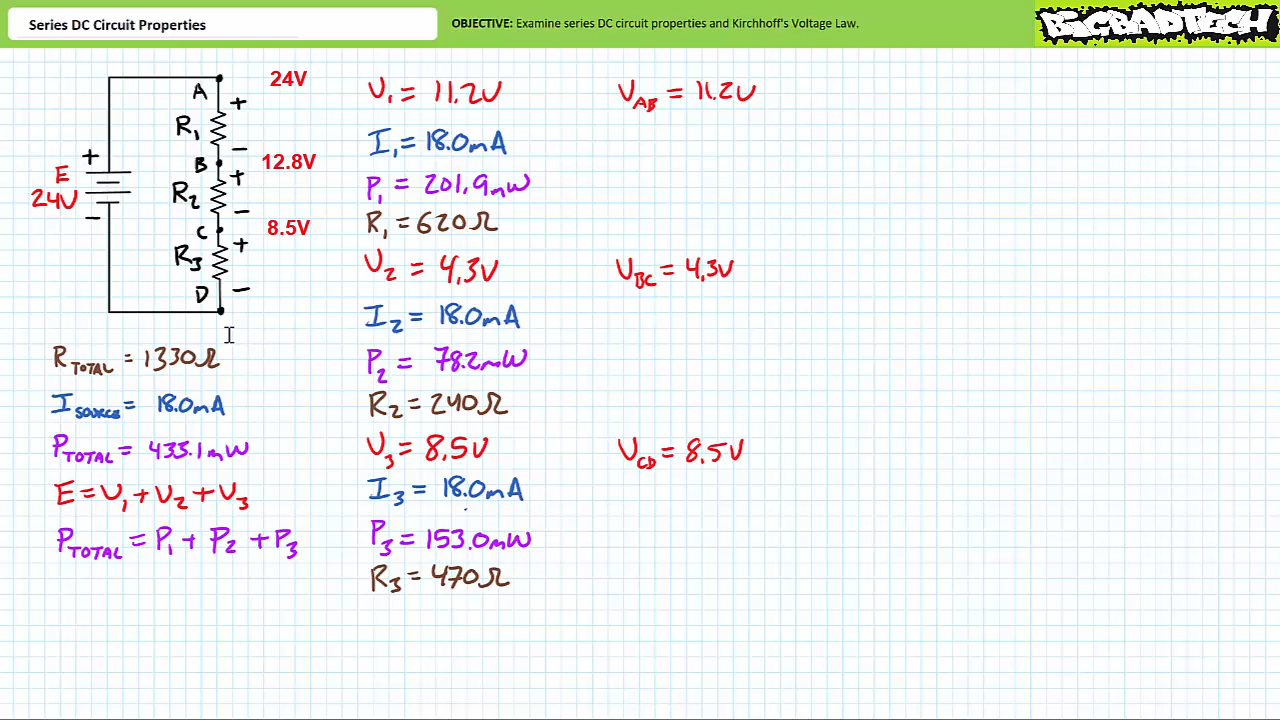 Series DC Circuit Properties
OBJECTIVE: Examine series DC circuit properties and Kirchhoff's Voltage Law.
BIGBADTECH
24V
A
+
R1
−
B
12.8V
+
E
24V
+
−
R2
−
C
8.5V
+
R3
D
−
RTOTAL = 1330Ω
ISOURCE = 18.0mA
PTOTAL = 433.1mW
E = V1 + V2 + V3
PTOTAL = P1 + P2 + P3
V1 = 11.2V
I1 = 18.0mA
P1 = 201.9mW
R1 = 620Ω
V2 = 4.3V
I2 = 18.0mA
P2 = 78.2mW
R2 = 240Ω
V3 = 8.5V
I3 = 18.0mA
P3 = 153.0mW
R3 = 470Ω
VAB = 11.2V
VBC = 4.3V
VCD = 8.5V